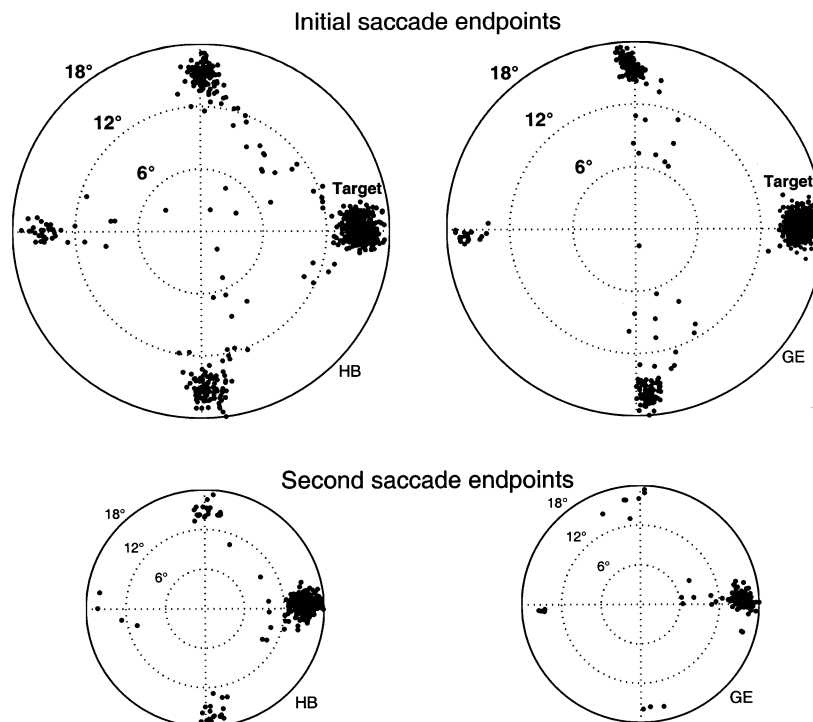 Initial saccade endpoints
18°
12°
6°
Target
HB
18°
12°
6°
Target
GE
Second saccade endpoints
18°
12°
6°
HB
18°
12°
6°
GE